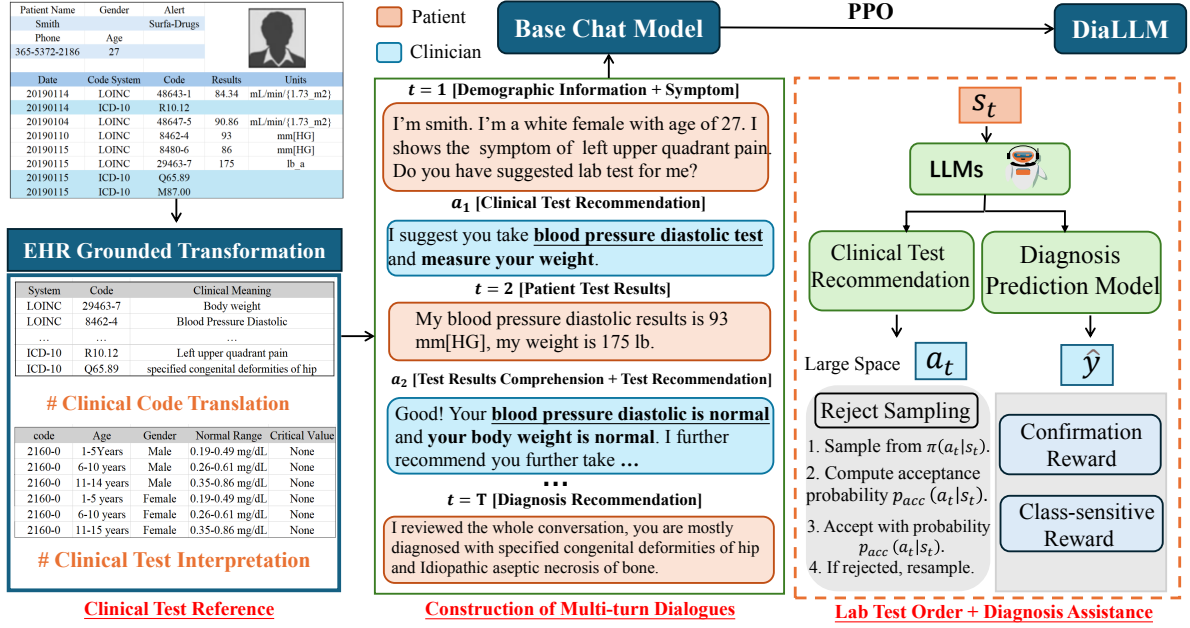 Patient Name Gender Alert
Smith Surfa-Drugs
Phone Age
365-5372-2186 27
Date Code System Code Results Units
20190114 LOINC 48643-1 84.34 mL/min/{1.73_m2}
20190114 ICD-10 R10.12
20190104 LOINC 48647-5 90.86 mL/min/{1.73_m2}
20190110 LOINC 8462-4 93 mm[HG]
20190115 LOINC 8480-6 86 mm[HG]
20190115 LOINC 29463-7 175 lb_a
20190115 ICD-10 Q65.89
20190115 ICD-10 M87.00
EHR Grounded Transformation
System Code Clinical Meaning
LOINC 29463-7 Body weight
LOINC 8462-4 Blood Pressure Diastolic
... ... ...
ICD-10 R10.12 Left upper quadrant pain
ICD-10 Q65.89 specified congenital deformities of hip
# Clinical Code Translation
code Age Gender Normal Range Critical Value
2160-0 1-5Years Male 0.19-0.49 mg/dL None
2160-0 6-10 years Male 0.26-0.61 mg/dL None
2160-0 11-14 years Male 0.35-0.86 mg/dL None
2160-0 1-5 years Female 0.19-0.49 mg/dL None
2160-0 6-10 years Female 0.26-0.61 mg/dL None
2160-0 11-15 years Female 0.35-0.86 mg/dL None
# Clinical Test Interpretation
Clinical Test Reference
Patient
Clinician
Base Chat Model
PPO
DiaLLM
t = 1 [Demographic Information + Symptom]
I'm smith. I'm a white female with age of 27. I
shows the symptom of left upper quadrant pain.
Do you have suggested lab test for me?
a₁ [Clinical Test Recommendation]
I suggest you take blood pressure diastolic test
and measure your weight.
t = 2 [Patient Test Results]
My blood pressure diastolic results is 93
mm[HG], my weight is 175 lb.
a₂ [Test Results Comprehension + Test Recommendation]
Good! Your blood pressure diastolic is normal
and your body weight is normal. I further
recommend you further take ...
...
t = T [Diagnosis Recommendation]
I reviewed the whole conversation, you are mostly
diagnosed with specified congenital deformities of hip
and Idiopathic aseptic necrosis of bone.
Construction of Multi-turn Dialogues
s_t
LLMs
Clinical Test
Recommendation
Diagnosis
Prediction Model
Large Space
a_t
ŷ
Reject Sampling
1. Sample from π(a_t|s_t).
2. Compute acceptance
probability p_acc (a_t|s_t).
3. Accept with probability
p_acc (a_t|s_t).
4. If rejected, resample.
Confirmation
Reward
Class-sensitive
Reward
Lab Test Order + Diagnosis Assistance